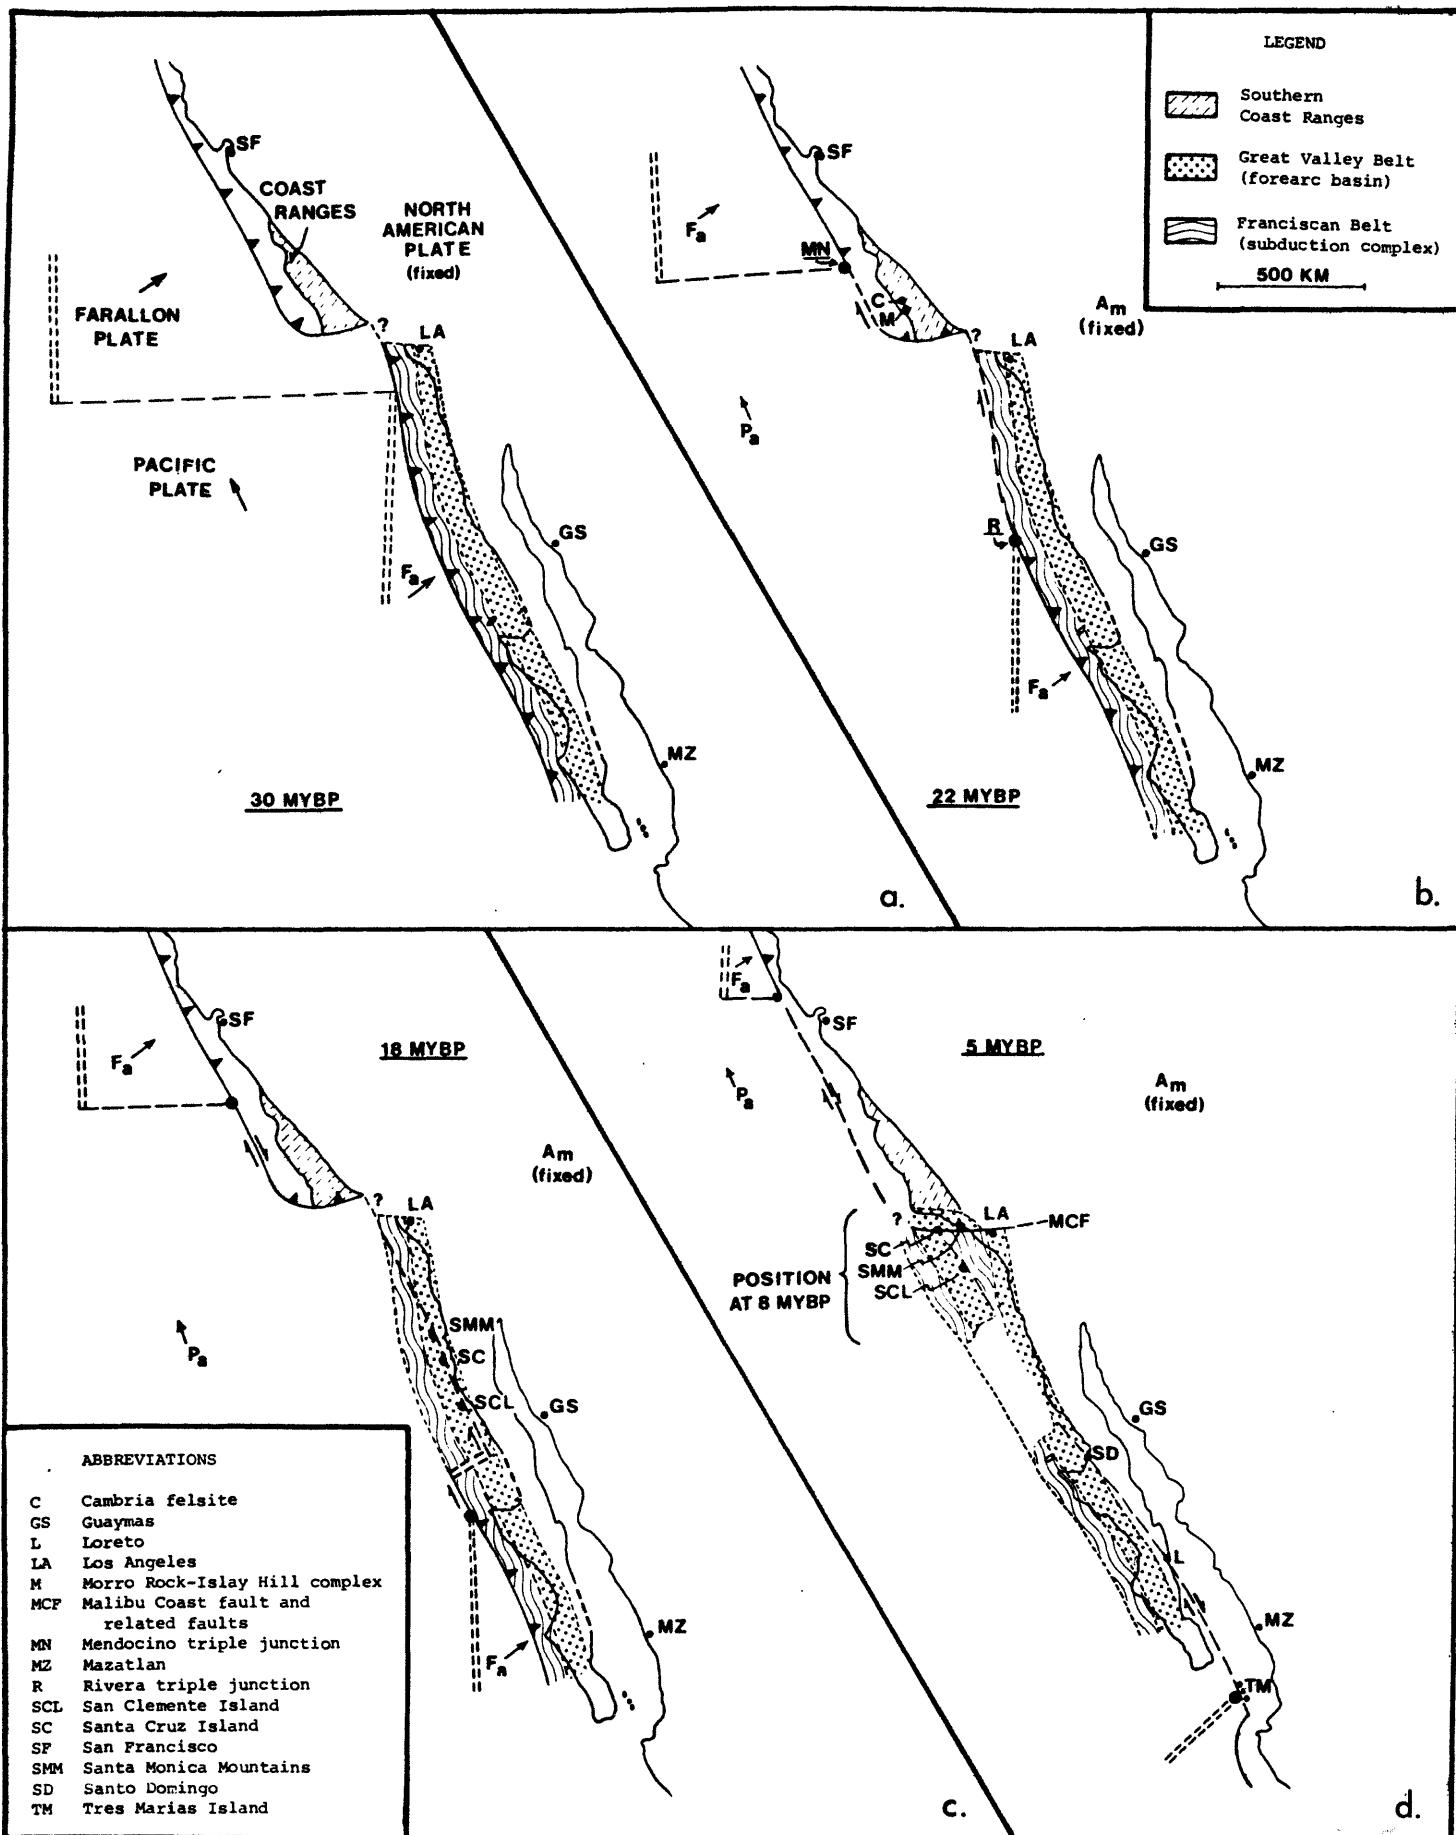 SF
COAST
RANGES
NORTH
AMERICAN
PLATE
(fixed)
FARALLON
PLATE
?
LA
PACIFIC
PLATE
GS
Fa
MZ
30 MYBP
a.
LEGEND
Southern
Coast Ranges
Great Valley Belt
(forearc basin)
Franciscan Belt
(subduction complex)
500 KM
SF
Fa
MN
C
M
Am
(fixed)
?
LA
Pa
R
GS
Fa
MZ
22 MYBP
b.
SF
18 MYBP
Fa
Am
(fixed)
?
LA
Pa
SMM
SC
SCL
GS
MZ
Fa
c.
ABBREVIATIONS
C Cambria felsite
GS Guaymas
L Loreto
LA Los Angeles
M Morro Rock-Islay Hill complex
MCF Malibu Coast fault and
related faults
MN Mendocino triple junction
MZ Mazatlan
R Rivera triple junction
SCL San Clemente Island
SC Santa Cruz Island
SF San Francisco
SMM Santa Monica Mountains
SD Santo Domingo
TM Tres Marias Island
Fa
SF
5 MYBP
Pa
Am
(fixed)
?
LA
MCF
SC
SMM
SCL
POSITION
AT 8 MYBP
GS
SD
L
MZ
TM
d.